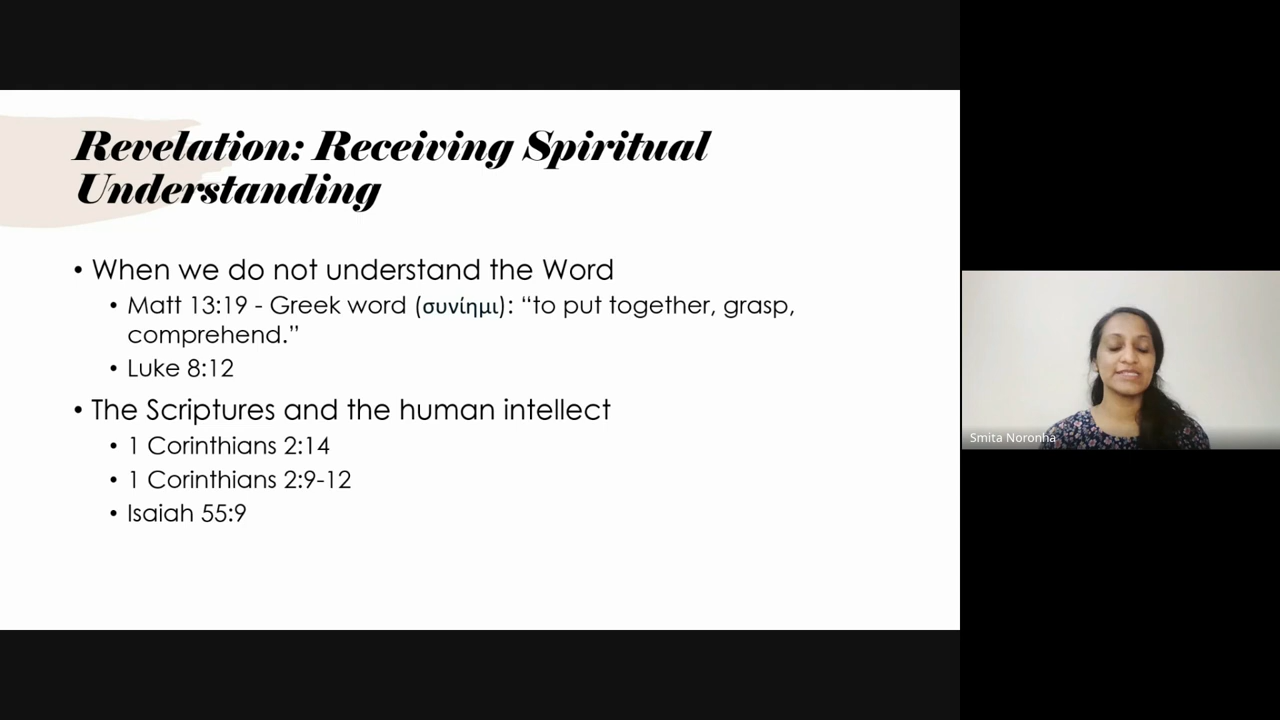 Revelation: Receiving Spiritual
Understanding
• When we do not understand the Word
• Matt 13:19 - Greek word (συνίημι): “to put together, grasp,
comprehend.”
• Luke 8:12
• The Scriptures and the human intellect
• 1 Corinthians 2:14
• 1 Corinthians 2:9-12
• Isaiah 55:9
Smita Noronha